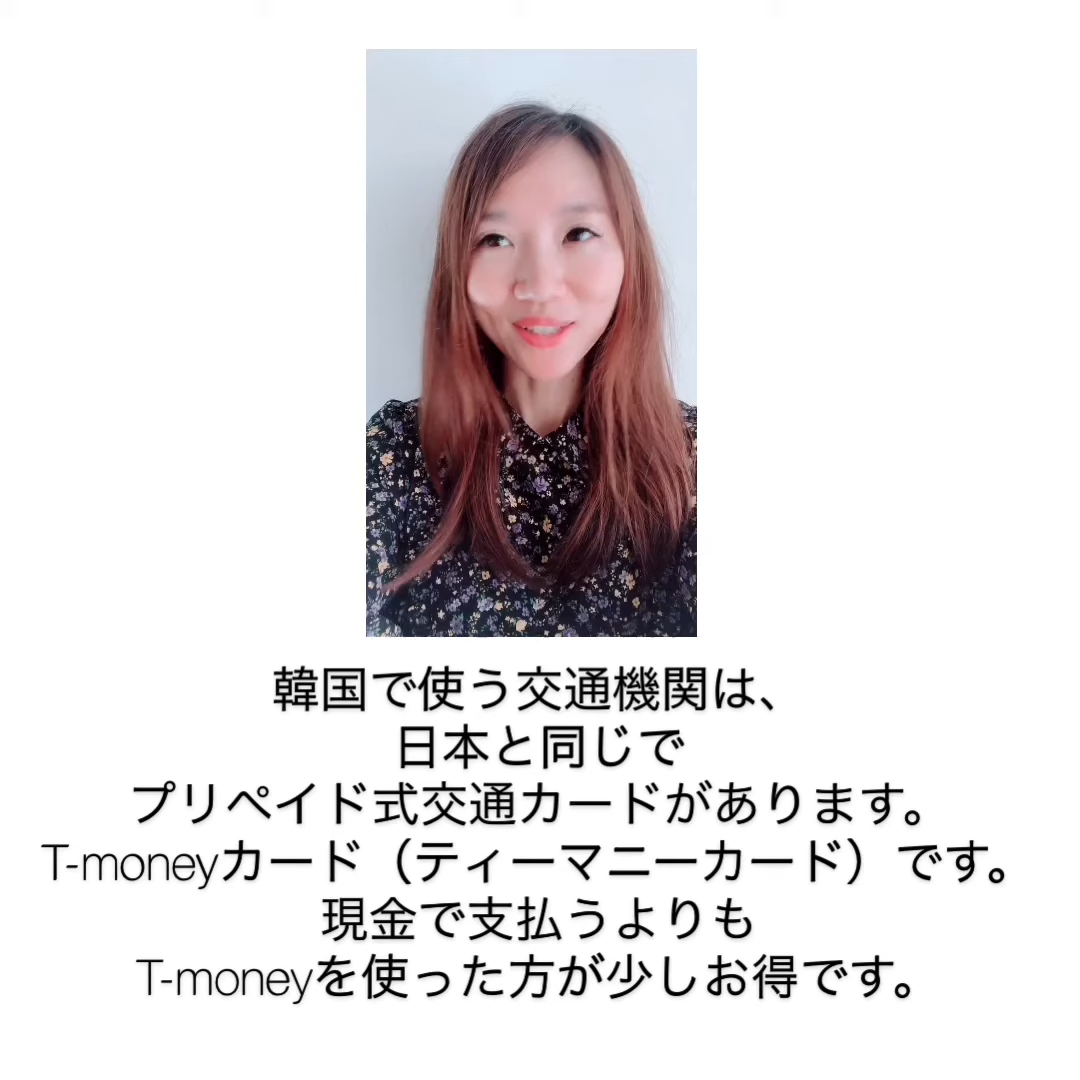 韓国で使う交通機関は、
日本と同じで
プリペイド式交通カードがあります。
T-moneyカード（ティーマニーカード）です。
現金で支払うよりも
T-moneyを使った方が少しお得です。